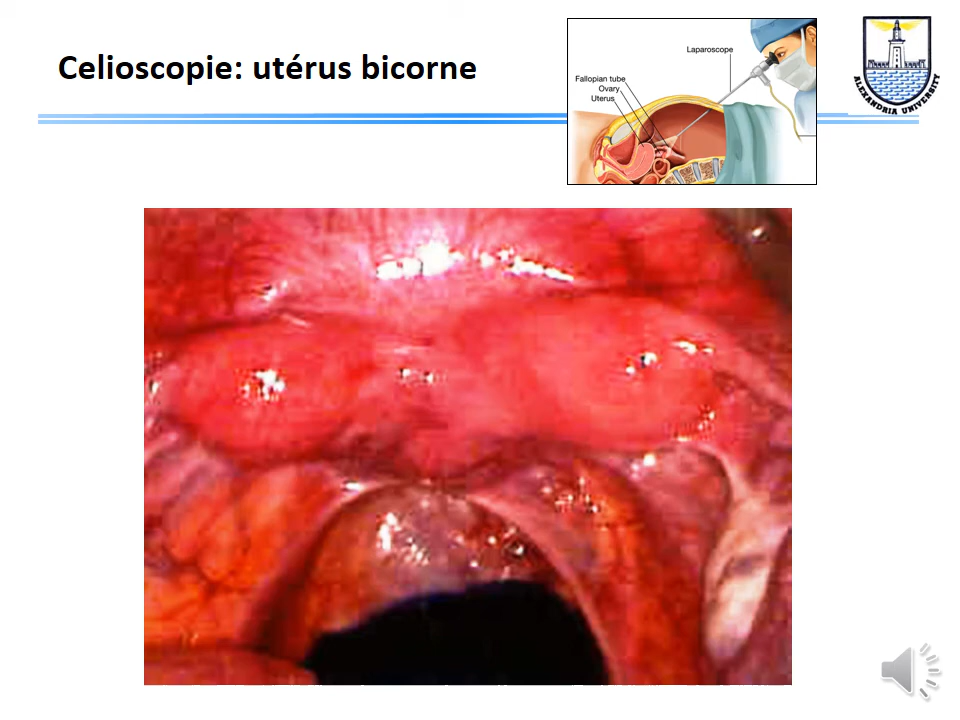 Celioscopie: utérus bicorne
Laparoscope
Fallopian tube
Ovary
Uterus
ALEXANDRIA UNIVERSITY